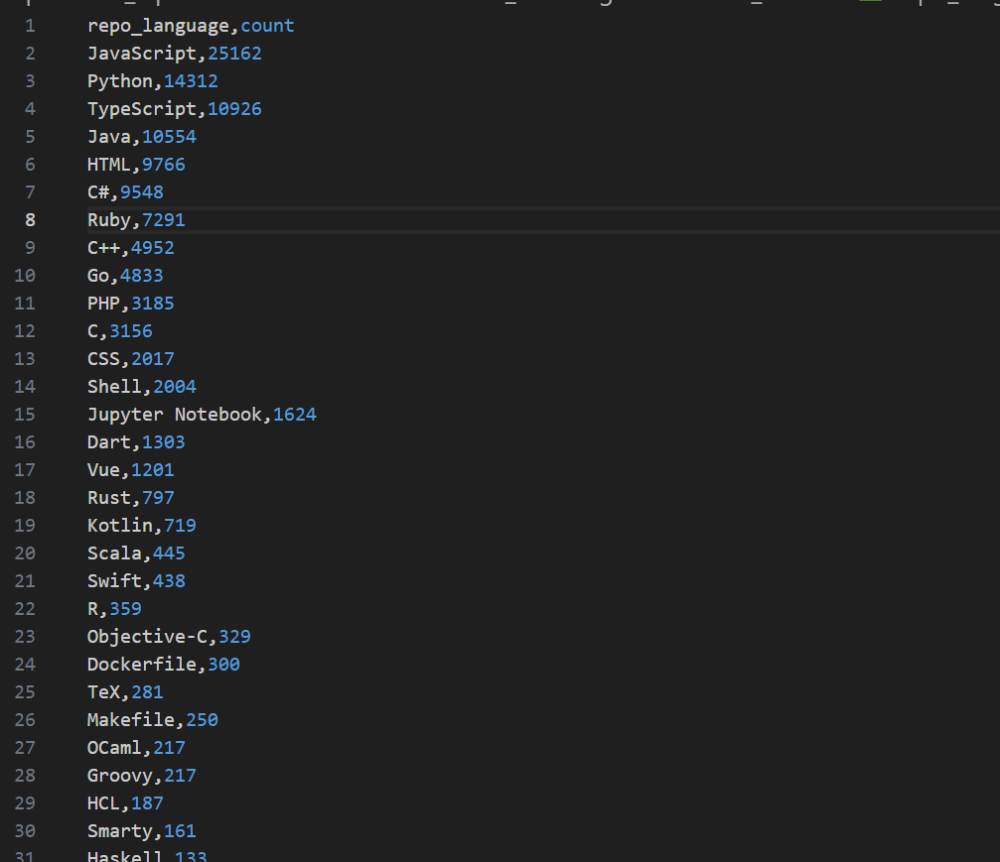 1 repo_language,count
2 JavaScript,25162
3 Python,14312
4 TypeScript,10926
5 Java,10554
6 HTML,9766
7 C#,9548
8 Ruby,7291
9 C++,4952
10 Go,4833
11 PHP,3185
12 C,3156
13 CSS,2017
14 Shell,2004
15 Jupyter Notebook,1624
16 Dart,1303
17 Vue,1201
18 Rust,797
19 Kotlin,719
20 Scala,445
21 Swift,438
22 R,359
23 Objective-C,329
24 Dockerfile,300
25 TeX,281
26 Makefile,250
27 OCaml,217
28 Groovy,217
29 HCL,187
30 Smarty,161
31 Haskell,133